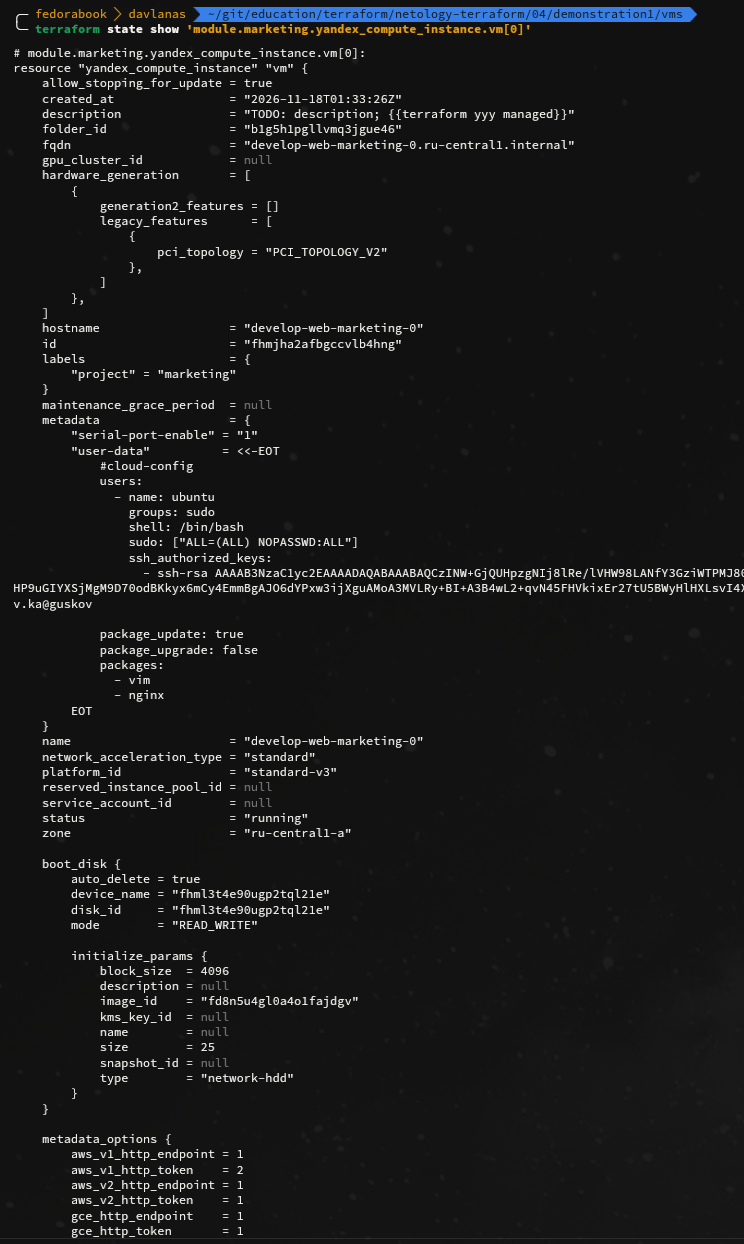 fedorabook davlanas ~/git/education/terraform/netology-terraform/04/demonstration1/vms
terraform state show 'module.marketing.yandex_compute_instance.vm[0]'
# module.marketing.yandex_compute_instance.vm[0]:
resource "yandex_compute_instance" "vm" {
    allow_stopping_for_update = true
    created_at                = "2026-11-18T01:33:26Z"
    description               = "TODO: description; {{terraform yyy managed}}"
    folder_id                 = "b1g5h1pgllvmq3jgue46"
    fqdn                      = "develop-web-marketing-0.ru-central1.internal"
    gpu_cluster_id            = null
    hardware_generation       = [
        {
            generation2_features = []
            legacy_features      = [
                {
                    pci_topology = "PCI_TOPOLOGY_V2"
                },
            ]
        },
    ]
    hostname                  = "develop-web-marketing-0"
    id                        = "fhmjha2afbgccvlb4hng"
    labels                    = {
        "project" = "marketing"
    }
    maintenance_grace_period  = null
    metadata                  = {
        "serial-port-enable" = "1"
        "user-data"          = <<-EOT
            #cloud-config
            users:
              - name: ubuntu
                groups: sudo
                shell: /bin/bash
                sudo: ["ALL=(ALL) NOPASSWD:ALL"]
                ssh_authorized_keys:
                  - ssh-rsa AAAAB3NzaC1yc2EAAAADAQABAAABAQCzINW+GjQUHpzgNIj8lRe/lVHW98LANfY3GziWTPMJ80
HP9uGIYXSjMgM9D70odBKkyx6mCy4EmmBgAJO6dYPxw3ijXguAMoA3MVLRy+BI+A3B4wL2+qvN45FHVkixEr27tU5BWyHlHXLsvI4X
v.ka@guskov
            package_update: true
            package_upgrade: false
            packages:
              - vim
              - nginx
        EOT
    }
    name                      = "develop-web-marketing-0"
    network_acceleration_type = "standard"
    platform_id               = "standard-v3"
    reserved_instance_pool_id = null
    service_account_id        = null
    status                    = "running"
    zone                      = "ru-central1-a"
    boot_disk {
        auto_delete = true
        device_name = "fhml3t4e90ugp2tql21e"
        disk_id     = "fhml3t4e90ugp2tql21e"
        mode        = "READ_WRITE"
        initialize_params {
            block_size  = 4096
            description = null
            image_id    = "fd8n5u4gl0a4o1fajdgv"
            kms_key_id  = null
            name        = null
            size        = 25
            snapshot_id = null
            type        = "network-hdd"
        }
    }
    metadata_options {
        aws_v1_http_endpoint = 1
        aws_v1_http_token    = 2
        aws_v2_http_endpoint = 1
        aws_v2_http_token    = 1
        gce_http_endpoint    = 1
        gce_http_token       = 1